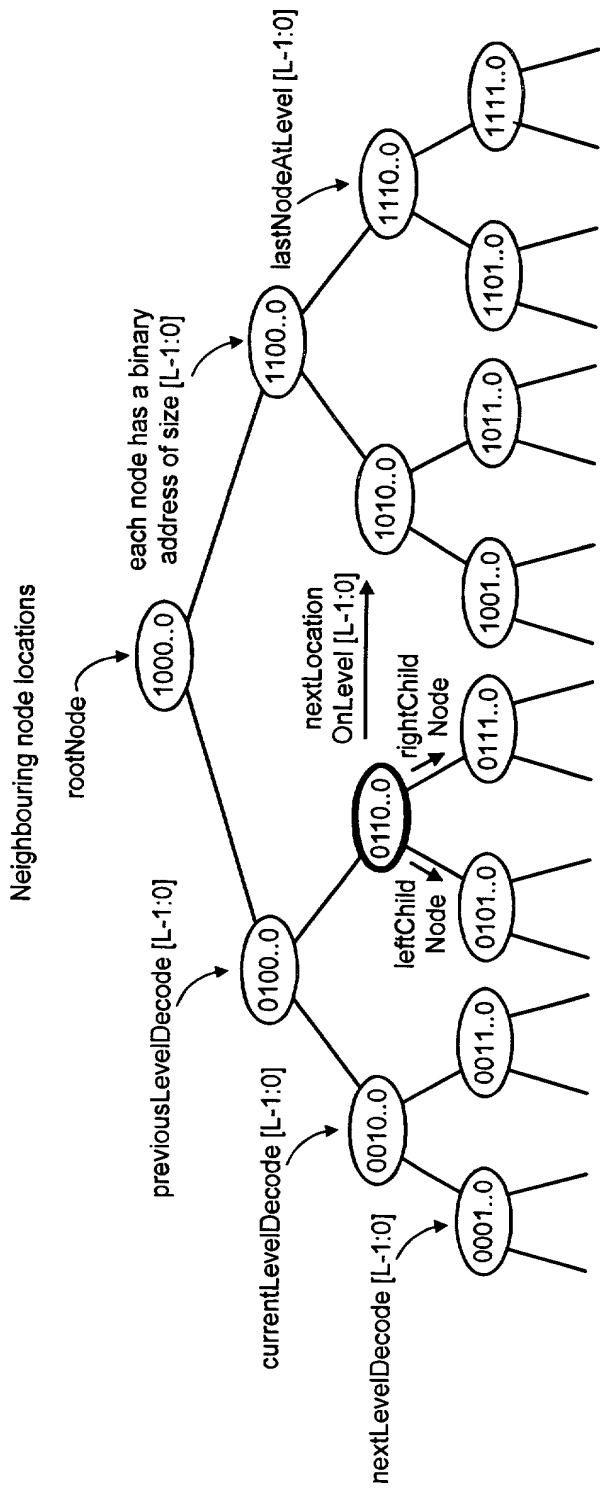 Neighbouring node locations
rootNode
1000..0
each node has a binary
address of size [L-1:0]
previousLevelDecode [L-1:0]
0100..0
1100..0
lastNodeAtLevel [L-1:0]
currentLevelDecode [L-1:0]
0010..0
0110..0
nextLocation
OnLevel [L-1:0]
1010..0
1110..0
leftChild
Node
rightChild
Node
nextLevelDecode [L-1:0]
0001..0
0011..0
0101..0
0111..0
1001..0
1011..0
1101..0
1111..0